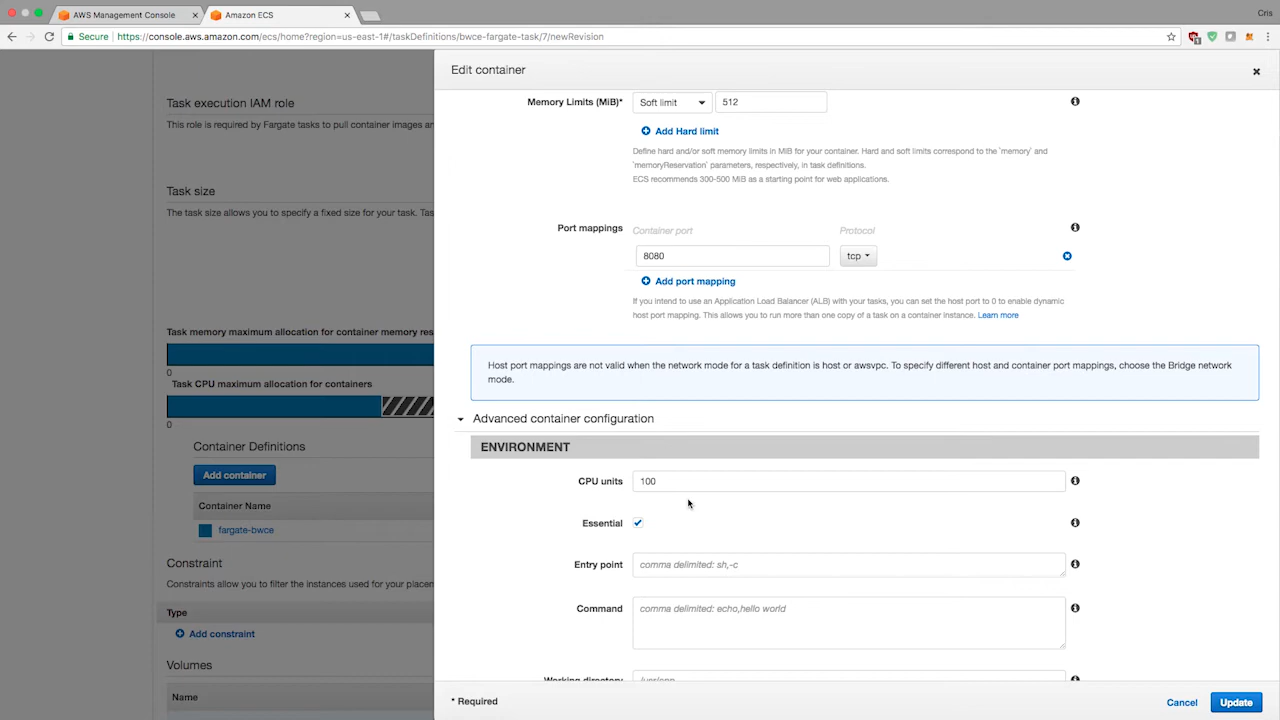 AWS Management Console
Amazon ECS
Cris
Secure
https://console.aws.amazon.com/ecs/home?region=us-east-1#/taskDefinitions/bwce-fargate-task/7/newRevision
Task execution IAM role
This role is required by Fargate tasks to pull container images an
Task size
The task size allows you to specify a fixed size for your task. Tas
Task memory maximum allocation for container memory res
0
Task CPU maximum allocation for containers
0
Container Definitions
Add container
Container Name
fargate-bwce
Constraint
Constraints allow you to filter the instances used for your placem
Type
Add constraint
Volumes
Name
Edit container
Memory Limits (MiB)*
Soft limit
512
Add Hard limit
Define hard and/or soft memory limits in MiB for your container. Hard and soft limits correspond to the `memory` and
`memoryReservation` parameters, respectively, in task definitions.
ECS recommends 300-500 MiB as a starting point for web applications.
Port mappings
Container port
Protocol
8080
tcp
Add port mapping
If you intend to use an Application Load Balancer (ALB) with your tasks, you can set the host port to 0 to enable dynamic
host port mapping. This allows you to run more than one copy of a task on a container instance. Learn more
Host port mappings are not valid when the network mode for a task definition is host or awsvpc. To specify different host and container port mappings, choose the Bridge network
mode.
Advanced container configuration
ENVIRONMENT
CPU units
100
Essential
Entry point
comma delimited: sh,-c
Command
comma delimited: echo,hello world
Working directory
/usr/app
* Required
Cancel
Update